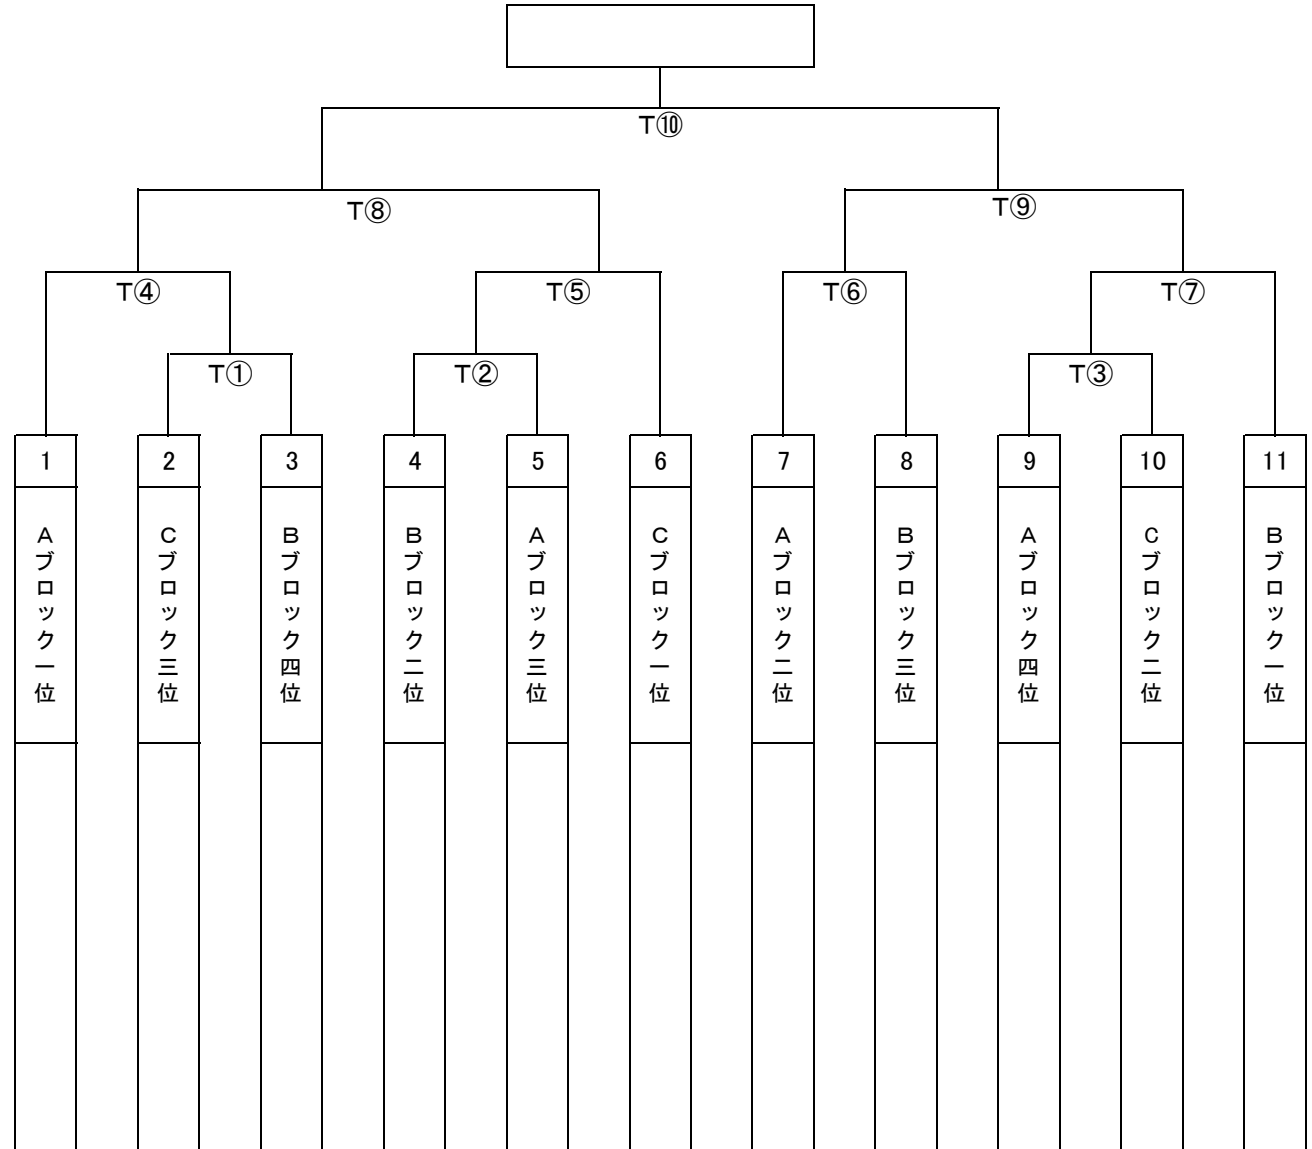 T⑩
T⑧
T⑨
T④
T⑤
T⑥
T⑦
T①
T②
T③
1
2
3
4
5
6
7
8
9
10
11
Aブロック一位
Cブロック三位
Bブロック四位
Bブロック二位
Aブロック三位
Cブロック一位
Aブロック二位
Bブロック三位
Aブロック四位
Cブロック二位
Bブロック一位